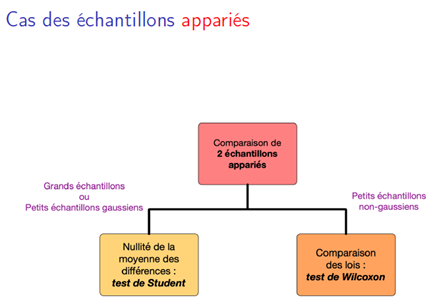 Cas des échantillons appariés
Comparaison de
2 échantillons
appariés
Grands échantillons
ou
Petits échantillons gaussiens
Petits échantillons
non-gaussiens
Nullité de la
moyenne des
différences :
test de Student
Comparaison
des lois :
test de Wilcoxon